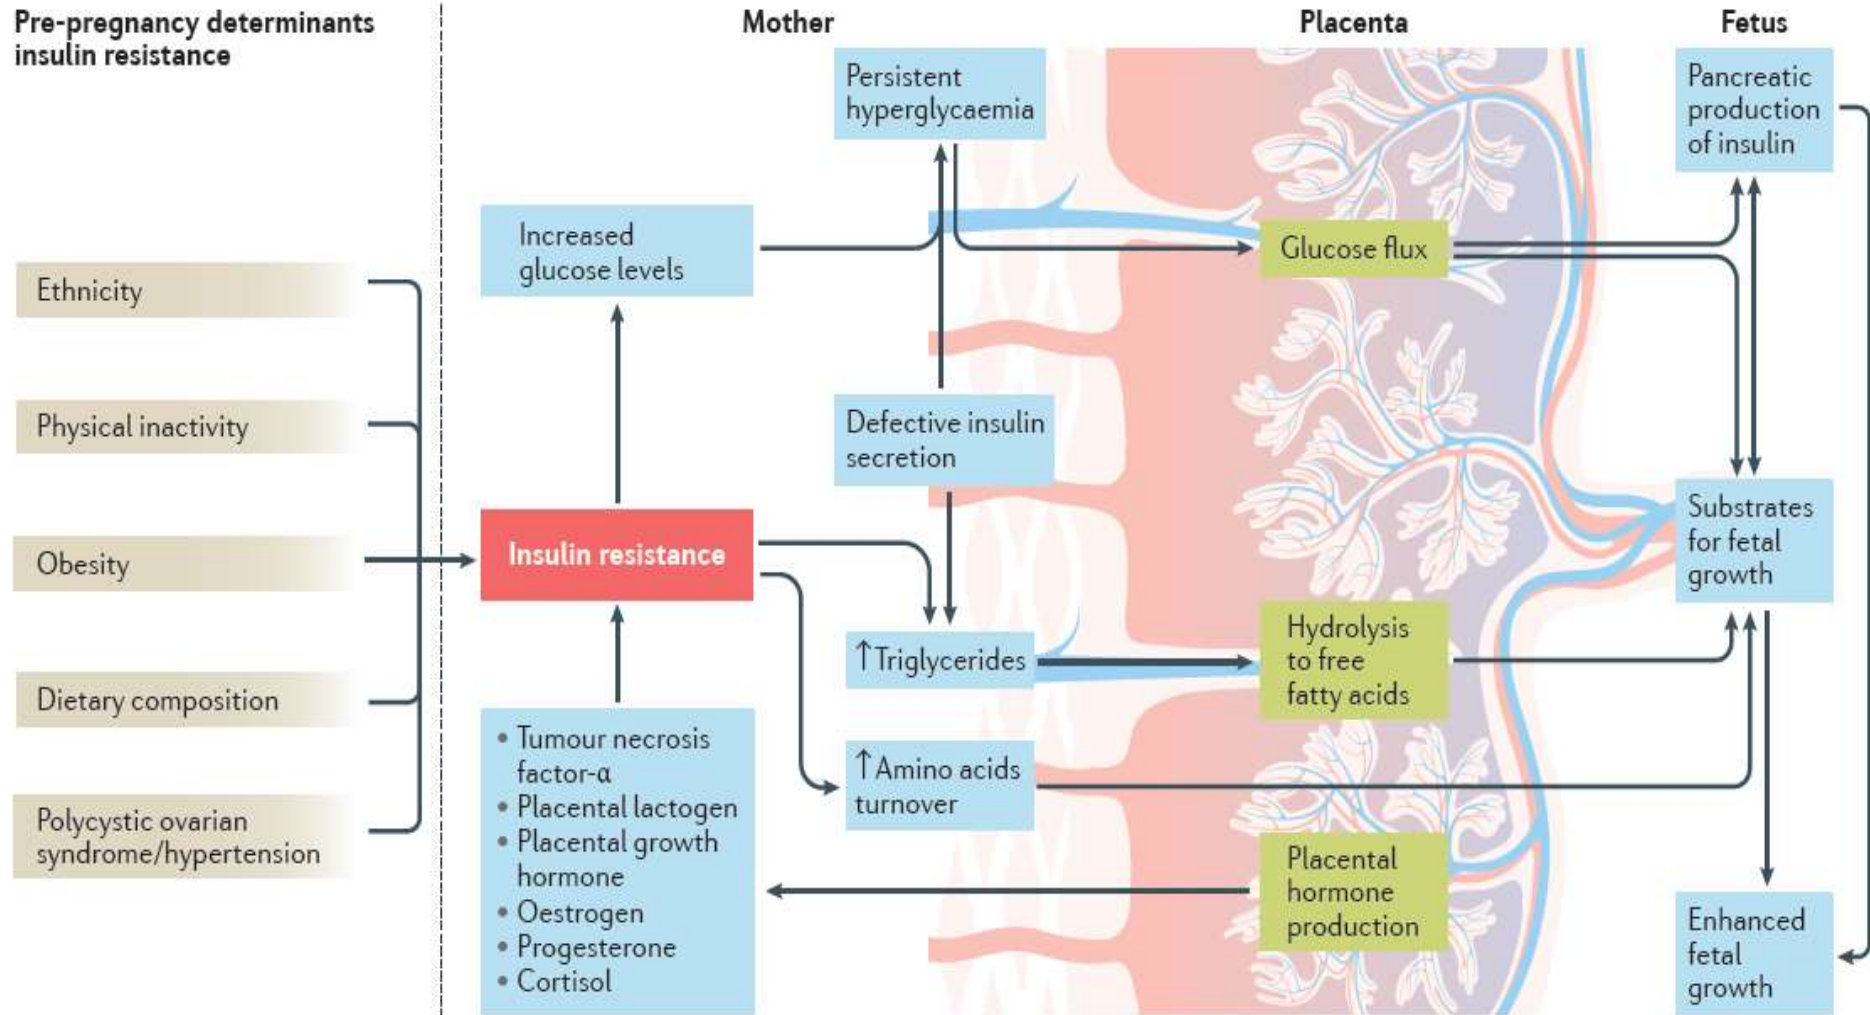 Pre-pregnancy determinants
insulin resistance
Mother
Placenta
Fetus
Ethnicity
Physical inactivity
Obesity
Dietary composition
Polycystic ovarian
syndrome/hypertension
Increased
glucose levels
Insulin resistance
• Tumour necrosis
factor-α
• Placental lactogen
• Placental growth
hormone
• Oestrogen
• Progesterone
• Cortisol
Persistent
hyperglycaemia
Defective insulin
secretion
↑Triglycerides
↑Amino acids
turnover
Glucose flux
Hydrolysis
to free
fatty acids
Placental
hormone
production
Pancreatic
production
of insulin
Substrates
for fetal
growth
Enhanced
fetal
growth